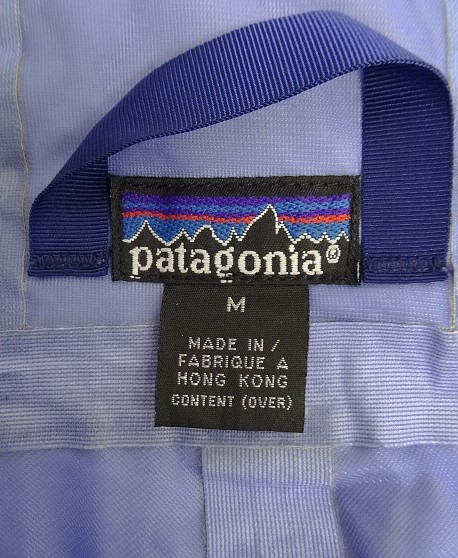 patagonia®
M
MADE IN /
FABRIQUE A
HONG KONG
CONTENT (OVER)